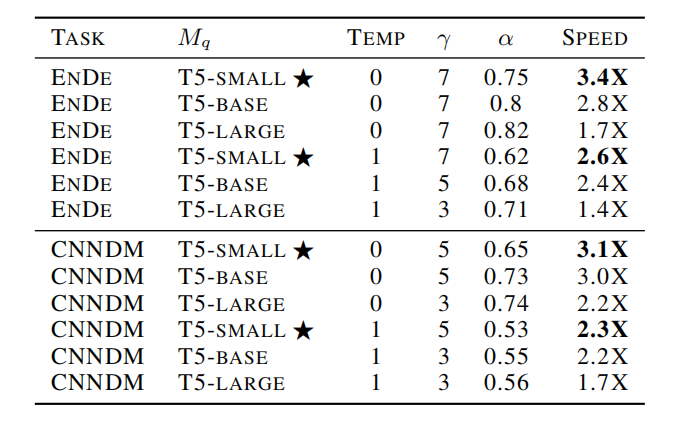 TASK M_q TEMP γ α SPEED
ENDE T5-SMALL ★ 0 7 0.75 3.4X
ENDE T5-BASE 0 7 0.8 2.8X
ENDE T5-LARGE 0 7 0.82 1.7X
ENDE T5-SMALL ★ 1 7 0.62 2.6X
ENDE T5-BASE 1 5 0.68 2.4X
ENDE T5-LARGE 1 3 0.71 1.4X
CNNDM T5-SMALL ★ 0 5 0.65 3.1X
CNNDM T5-BASE 0 5 0.73 3.0X
CNNDM T5-LARGE 0 3 0.74 2.2X
CNNDM T5-SMALL ★ 1 5 0.53 2.3X
CNNDM T5-BASE 1 3 0.55 2.2X
CNNDM T5-LARGE 1 3 0.56 1.7X